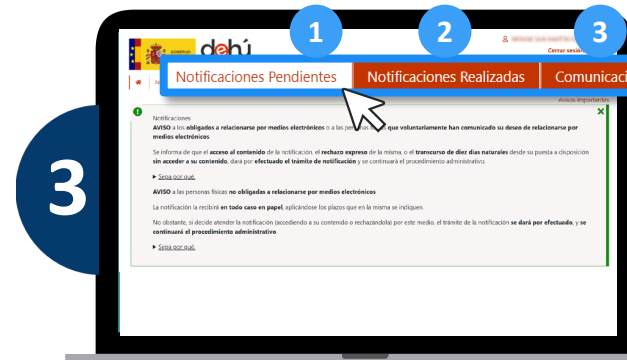 1 2 3
GOBIERNO
dehú
Cerrar sesión
Notificaciones Pendientes Notificaciones Realizadas Comunicaci
Avisos importantes
Notificaciones
AVISO a los obligados a relacionarse por medios electrónicos o a las que voluntariamente han comunicado su deseo de relacionarse por
medios electrónicos
Se informa de que el acceso al contenido de la notificación, el rechazo expreso de la misma, o el transcurso de diez días naturales desde su puesta a disposición
sin acceder a su contenido, dará por efectuado el trámite de notificación y se continuará el procedimiento administrativo.
Sepa por qué.
AVISO a las personas físicas no obligadas a relacionarse por medios electrónicos
La notificación la recibirá en todo caso en papel, aplicándose los plazos que en la misma se indiquen.
No obstante, si decide atender la notificación (accediendo a su contenido o rechazándola) por este medio, el trámite de la notificación se dará por efectuado, y se
continuará el procedimiento administrativo
Sepa por qué.
3